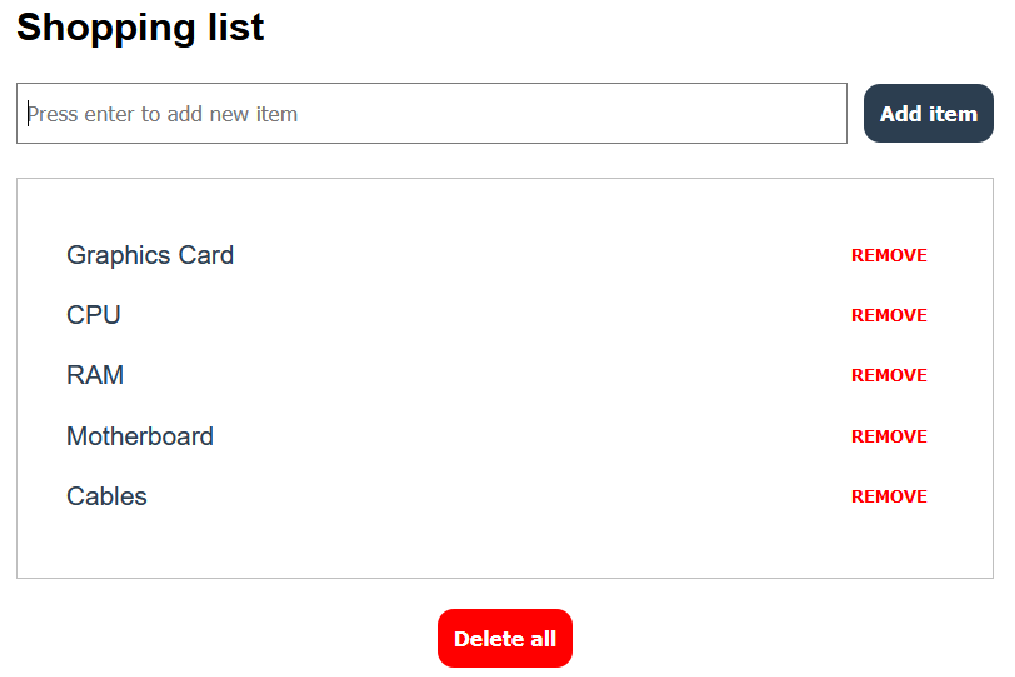 Shopping list
Press enter to add new item
Add item
Graphics Card
REMOVE
CPU
REMOVE
RAM
REMOVE
Motherboard
REMOVE
Cables
REMOVE
Delete all